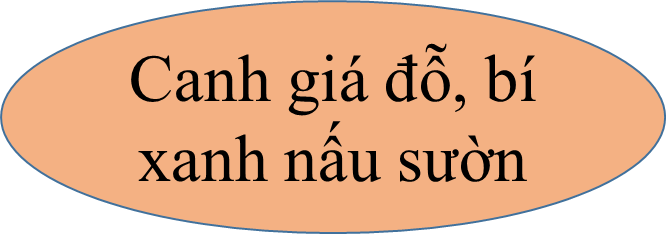 Canh giá đỗ, bí
xanh nấu sườn